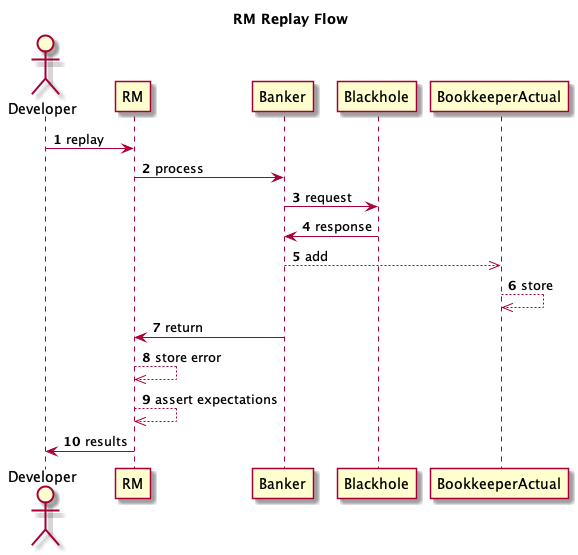 RM Replay Flow
Developer
RM
Banker
Blackhole
BookkeeperActual
1 replay
2 process
3 request
4 response
5 add
6 store
7 return
8 store error
9 assert expectations
10 results
Developer
RM
Banker
Blackhole
BookkeeperActual